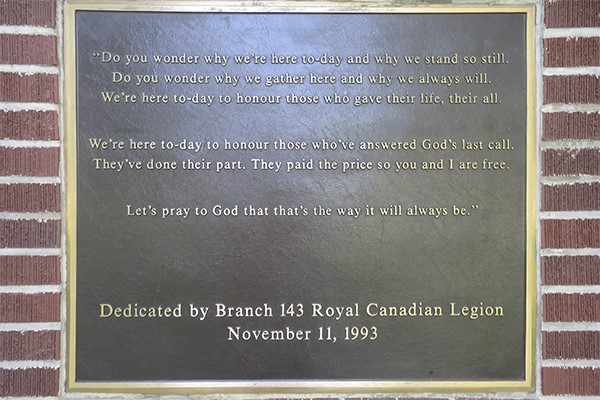 “Do you wonder why we’re here to-day and why we stand so still.
Do you wonder why we gather here and why we always will.
We’re here to-day to honour those who gave their life, their all.
We’re here to-day to honour those who’ve answered God’s last call.
They’ve done their part. They paid the price so you and I are free.
Let’s pray to God that that’s the way it will always be.”
Dedicated by Branch 143 Royal Canadian Legion
November 11, 1993